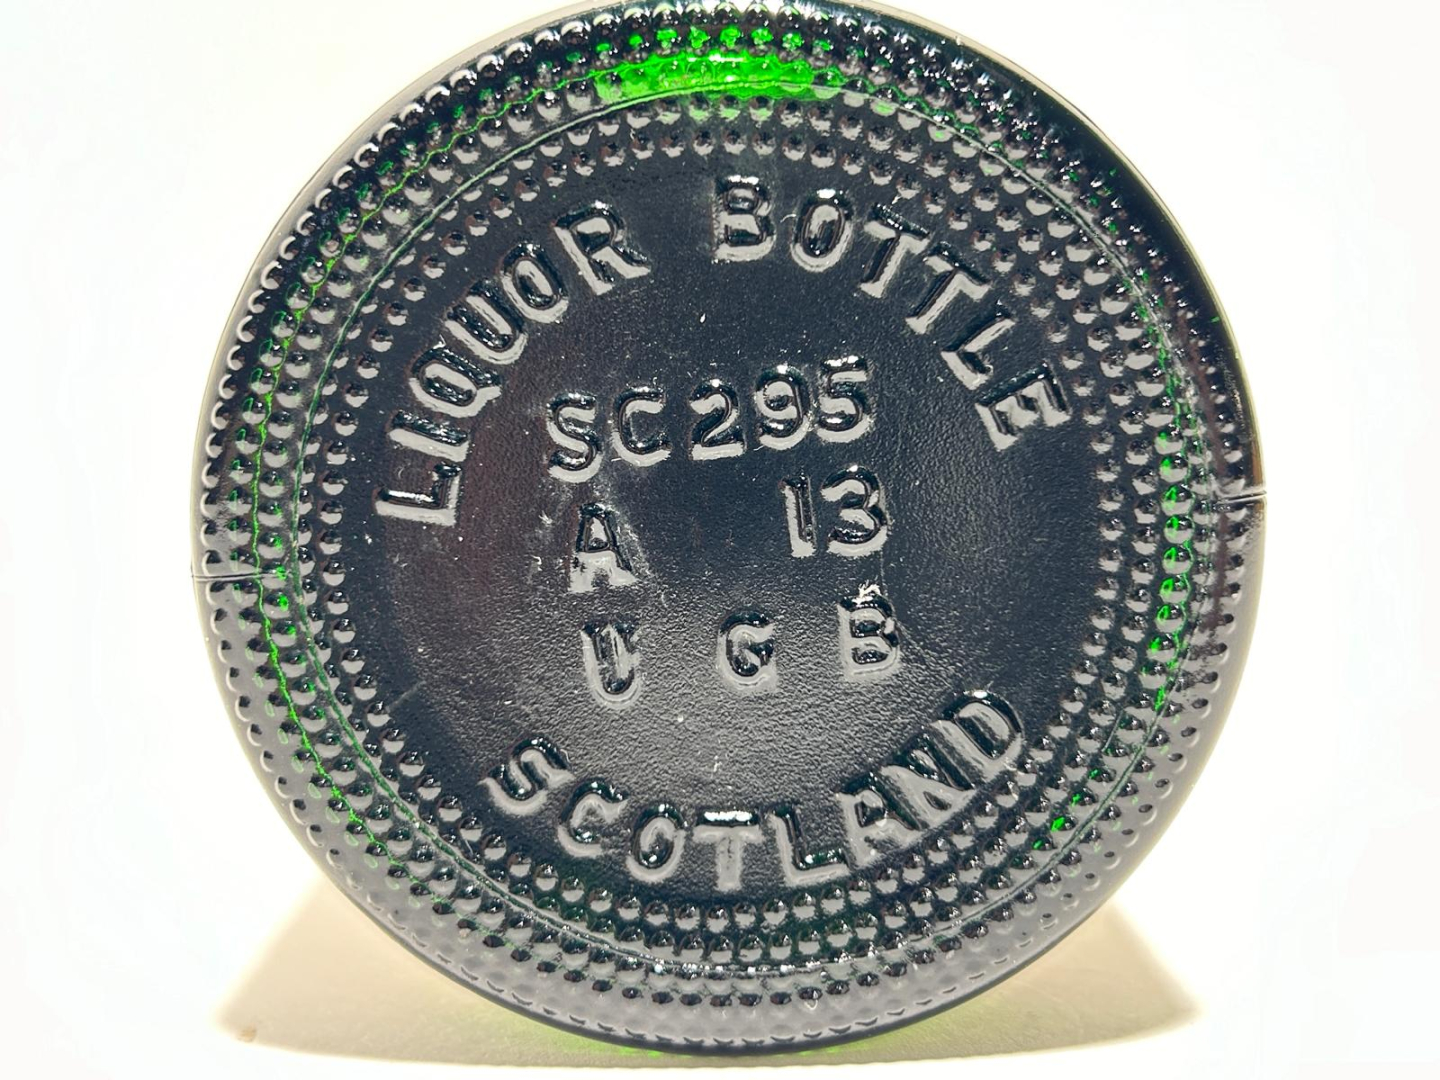 LIQUOR BOTTLE
SC295
A 13
U G B
SCOTLAND